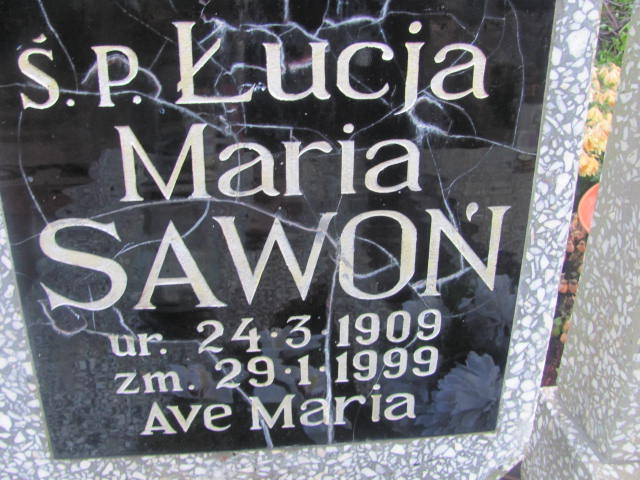 Ś.P. Łucja
Maria
SAWOŃ
ur. 24·3·1909
zm. 29·1·1999
Ave Maria